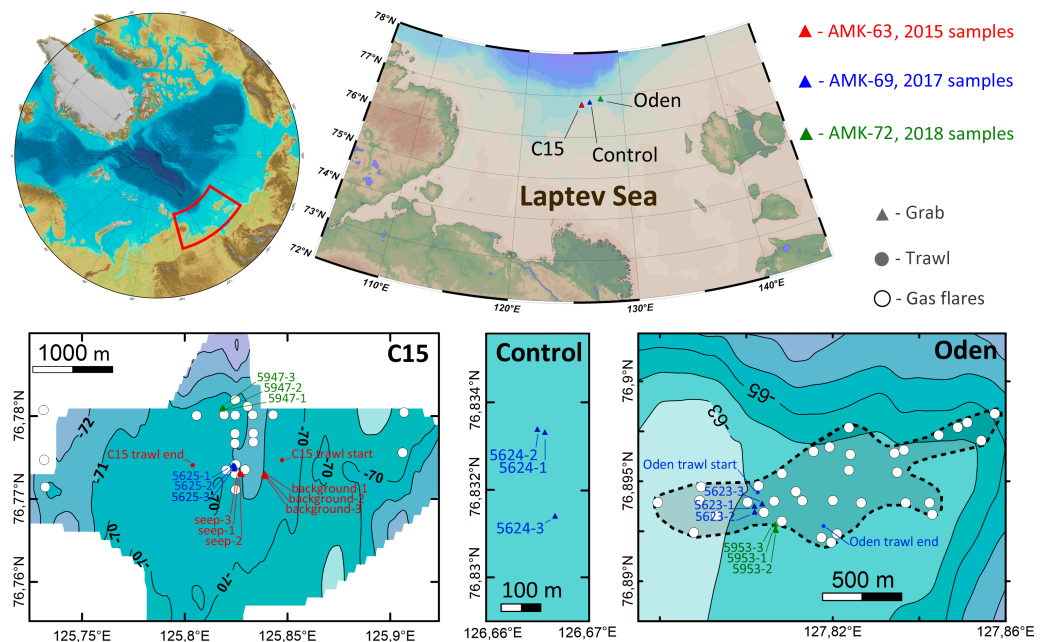 78°N
77°N
76°N
75°N
74°N
73°N
72°N
110°E
120°E
130°E
140°E
Oden
C15
Control
Laptev Sea
- AMK-63, 2015 samples
- AMK-69, 2017 samples
- AMK-72, 2018 samples
- Grab
- Trawl
- Gas flares
1000 m
C15
5947-3
5947-2
5947-1
-72
-71
-70
-70
-70
-70
-70
-70
-70
C15 trawl end
C15 trawl start
5625-1
5625-2
5625-3
background-1
background-2
background-3
seep-3
seep-1
seep-2
76,78°N
76,77°N
76,76°N
125,75°E
125,8°E
125,85°E
125,9°E
Control
76,834°N
76,832°N
76,83°N
5624-2
5624-1
5624-3
100 m
126,66°E
126,67°E
Oden
76,9°N
76,895°N
76,89°N
-65
-63
Oden trawl start
5623-3
5623-1
5623-2
5953-3
5953-1
5953-2
Oden trawl end
500 m
127,82°E
127,86°E